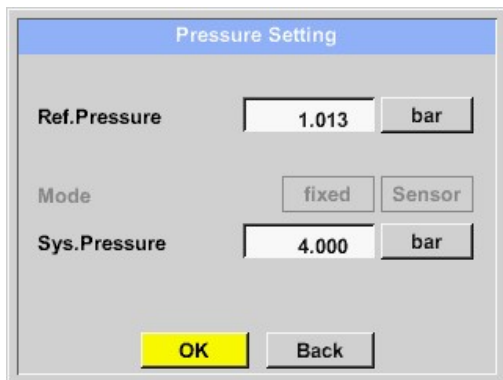 Pressure Setting
Ref.Pressure 1.013 bar
Mode fixed Sensor
Sys.Pressure 4.000 bar
OK Back